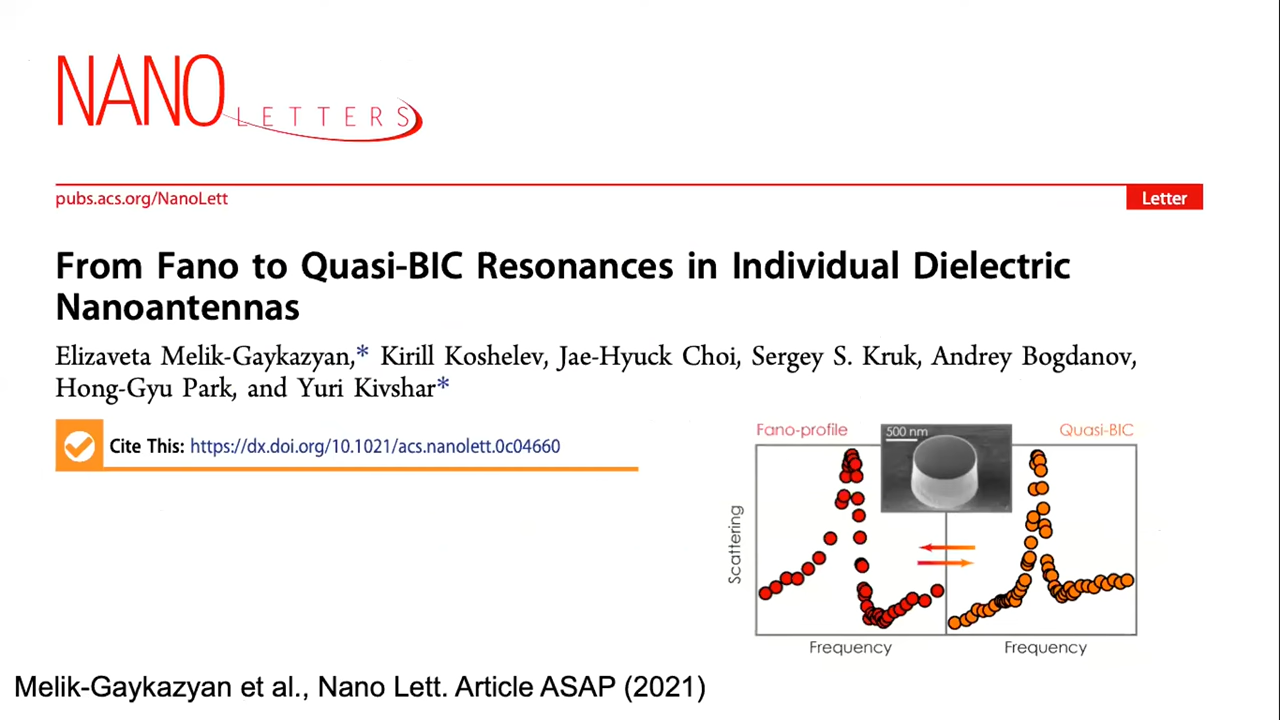 NANO LETTERS
pubs.acs.org/NanoLett
Letter
From Fano to Quasi-BIC Resonances in Individual Dielectric
Nanoantennas
Elizaveta Melik-Gaykazyan,* Kirill Koshelev, Jae-Hyuck Choi, Sergey S. Kruk, Andrey Bogdanov,
Hong-Gyu Park, and Yuri Kivshar*
Cite This: https://dx.doi.org/10.1021/acs.nanolett.0c04660
Fano-profile
500 nm
Quasi-BIC
Scattering
Frequency
Frequency
Melik-Gaykazyan et al., Nano Lett. Article ASAP (2021)